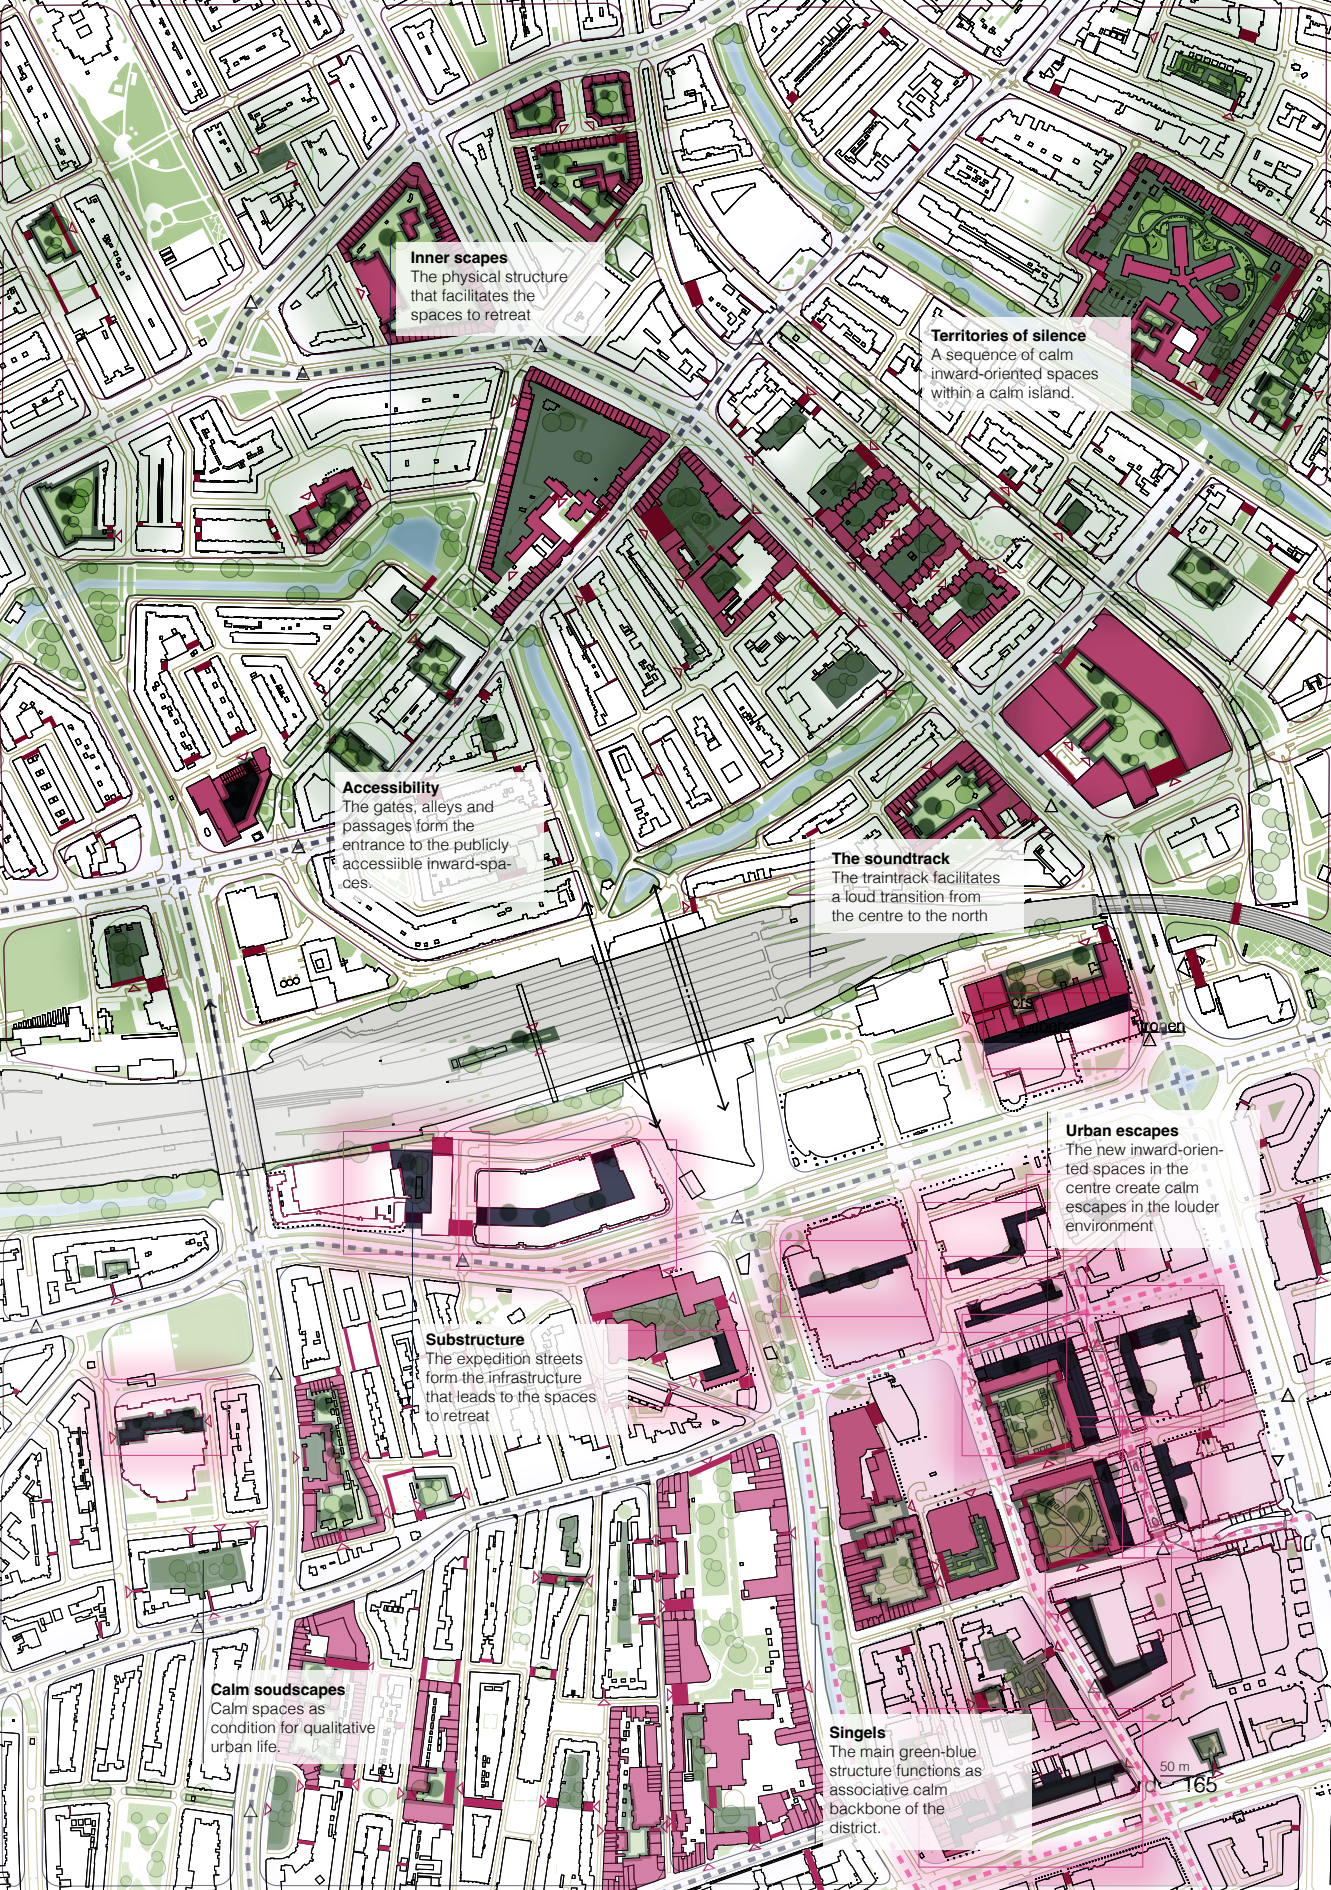 Inner scapes
The physical structure
that facilitates the
spaces to retreat
Territories of silence
A sequence of calm
inward-oriented spaces
within a calm island.
Accessibility
The gates, alleys and
passages form the
entrance to the publicly
accessiible inward-spa-
ces.
The soundtrack
The traintrack facilitates
a loud transition from
the centre to the north
Urban escapes
The new inward-orien-
ted spaces in the
centre create calm
escapes in the louder
environment
Substructure
The expedition streets
form the infrastructure
that leads to the spaces
to retreat
Calm soudscapes
Calm spaces as
condition for qualitative
urban life.
Singels
The main green-blue
structure functions as
associative calm
backbone of the
district.
50 m
165